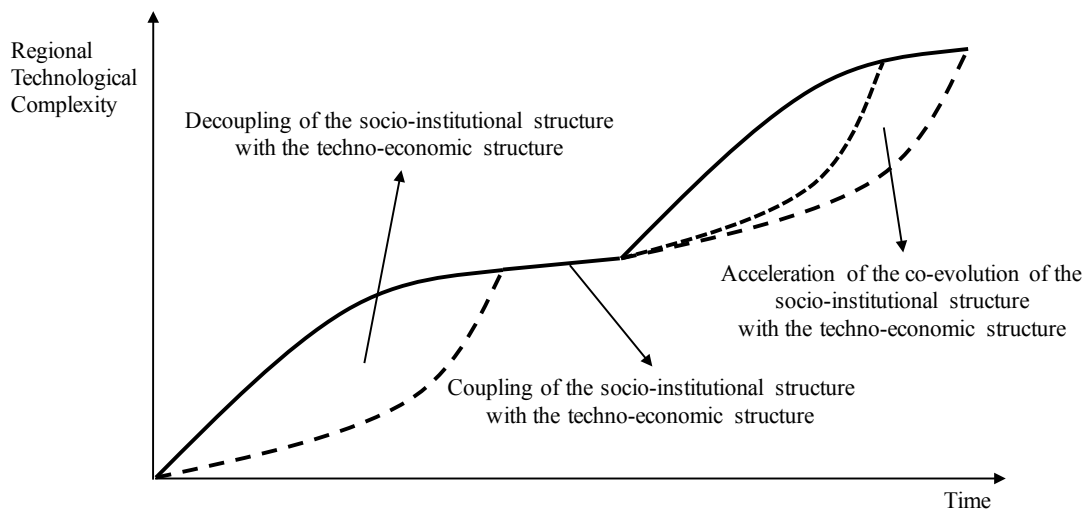 Regional
Technological
Complexity
Decoupling of the socio-institutional structure
with the techno-economic structure
Acceleration of the co-evolution of the
socio-institutional structure
with the techno-economic structure
Coupling of the socio-institutional structure
with the techno-economic structure
Time